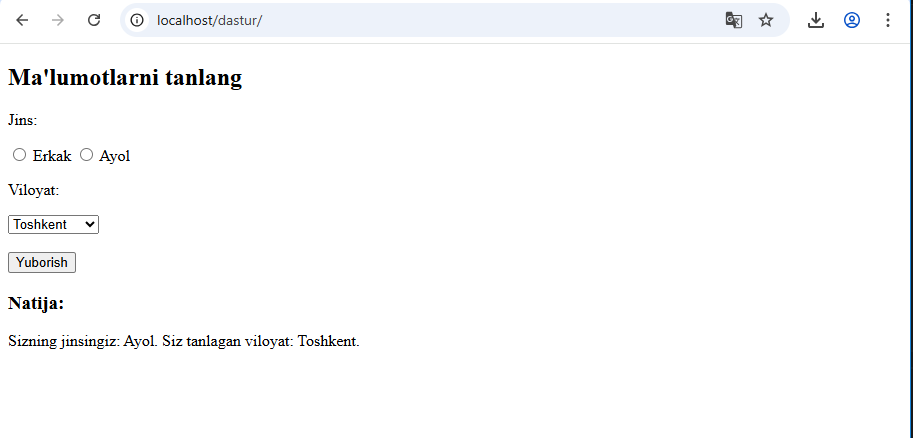 localhost/dastur/
Ma'lumotlarni tanlang
Jins:
Erkak Ayol
Viloyat:
Toshkent
Yuborish
Natija:
Sizning jinsingiz: Ayol. Siz tanlagan viloyat: Toshkent.